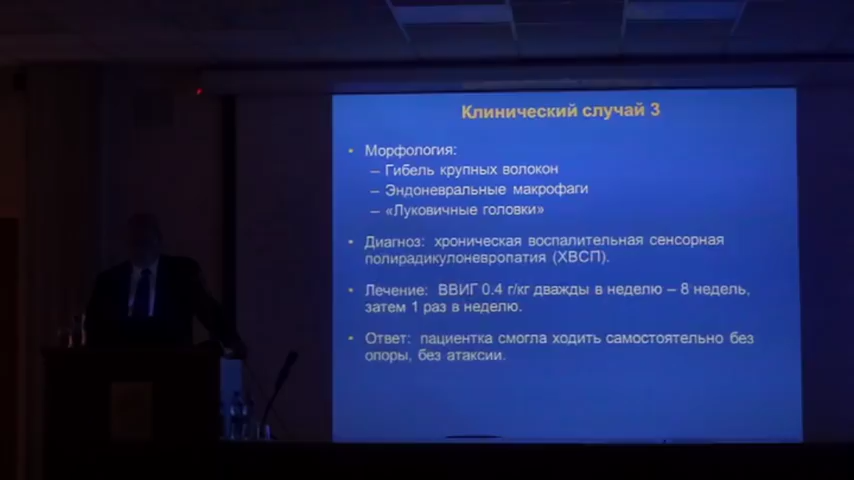 Клинический случай 3
• Морфология:
– Гибель крупных волокон
– Эндоневральные макрофаги
– «Луковичные головки»
• Диагноз: хроническая воспалительная сенсорная
полирадикулоневропатия (ХВСП).
• Лечение: ВВИГ 0.4 г/кг дважды в неделю – 8 недель,
затем 1 раз в неделю.
• Ответ: пациентка смогла ходить самостоятельно без
опоры, без атаксии.